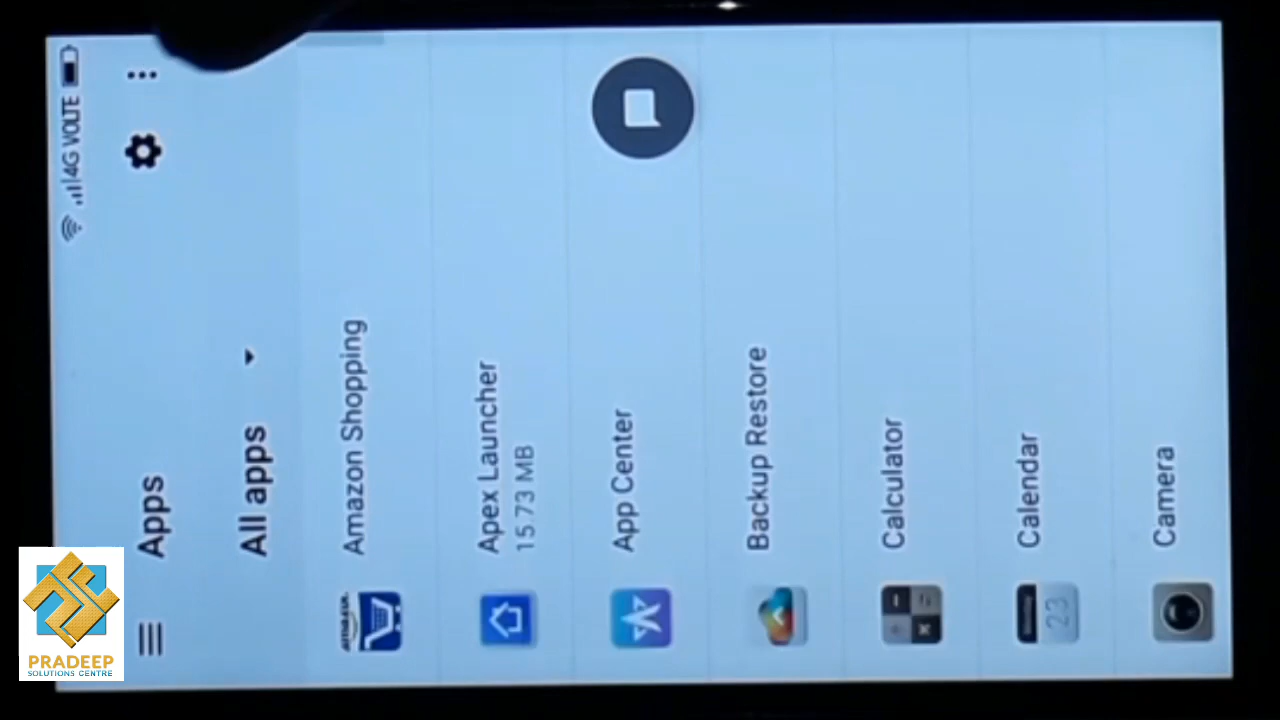 4G VOLTE
Apps
All apps
Amazon Shopping
Apex Launcher
15 73 MB
App Center
Backup Restore
Calculator
Calendar
23
Camera
PRADEEP
SOLUTIONS CENTRE